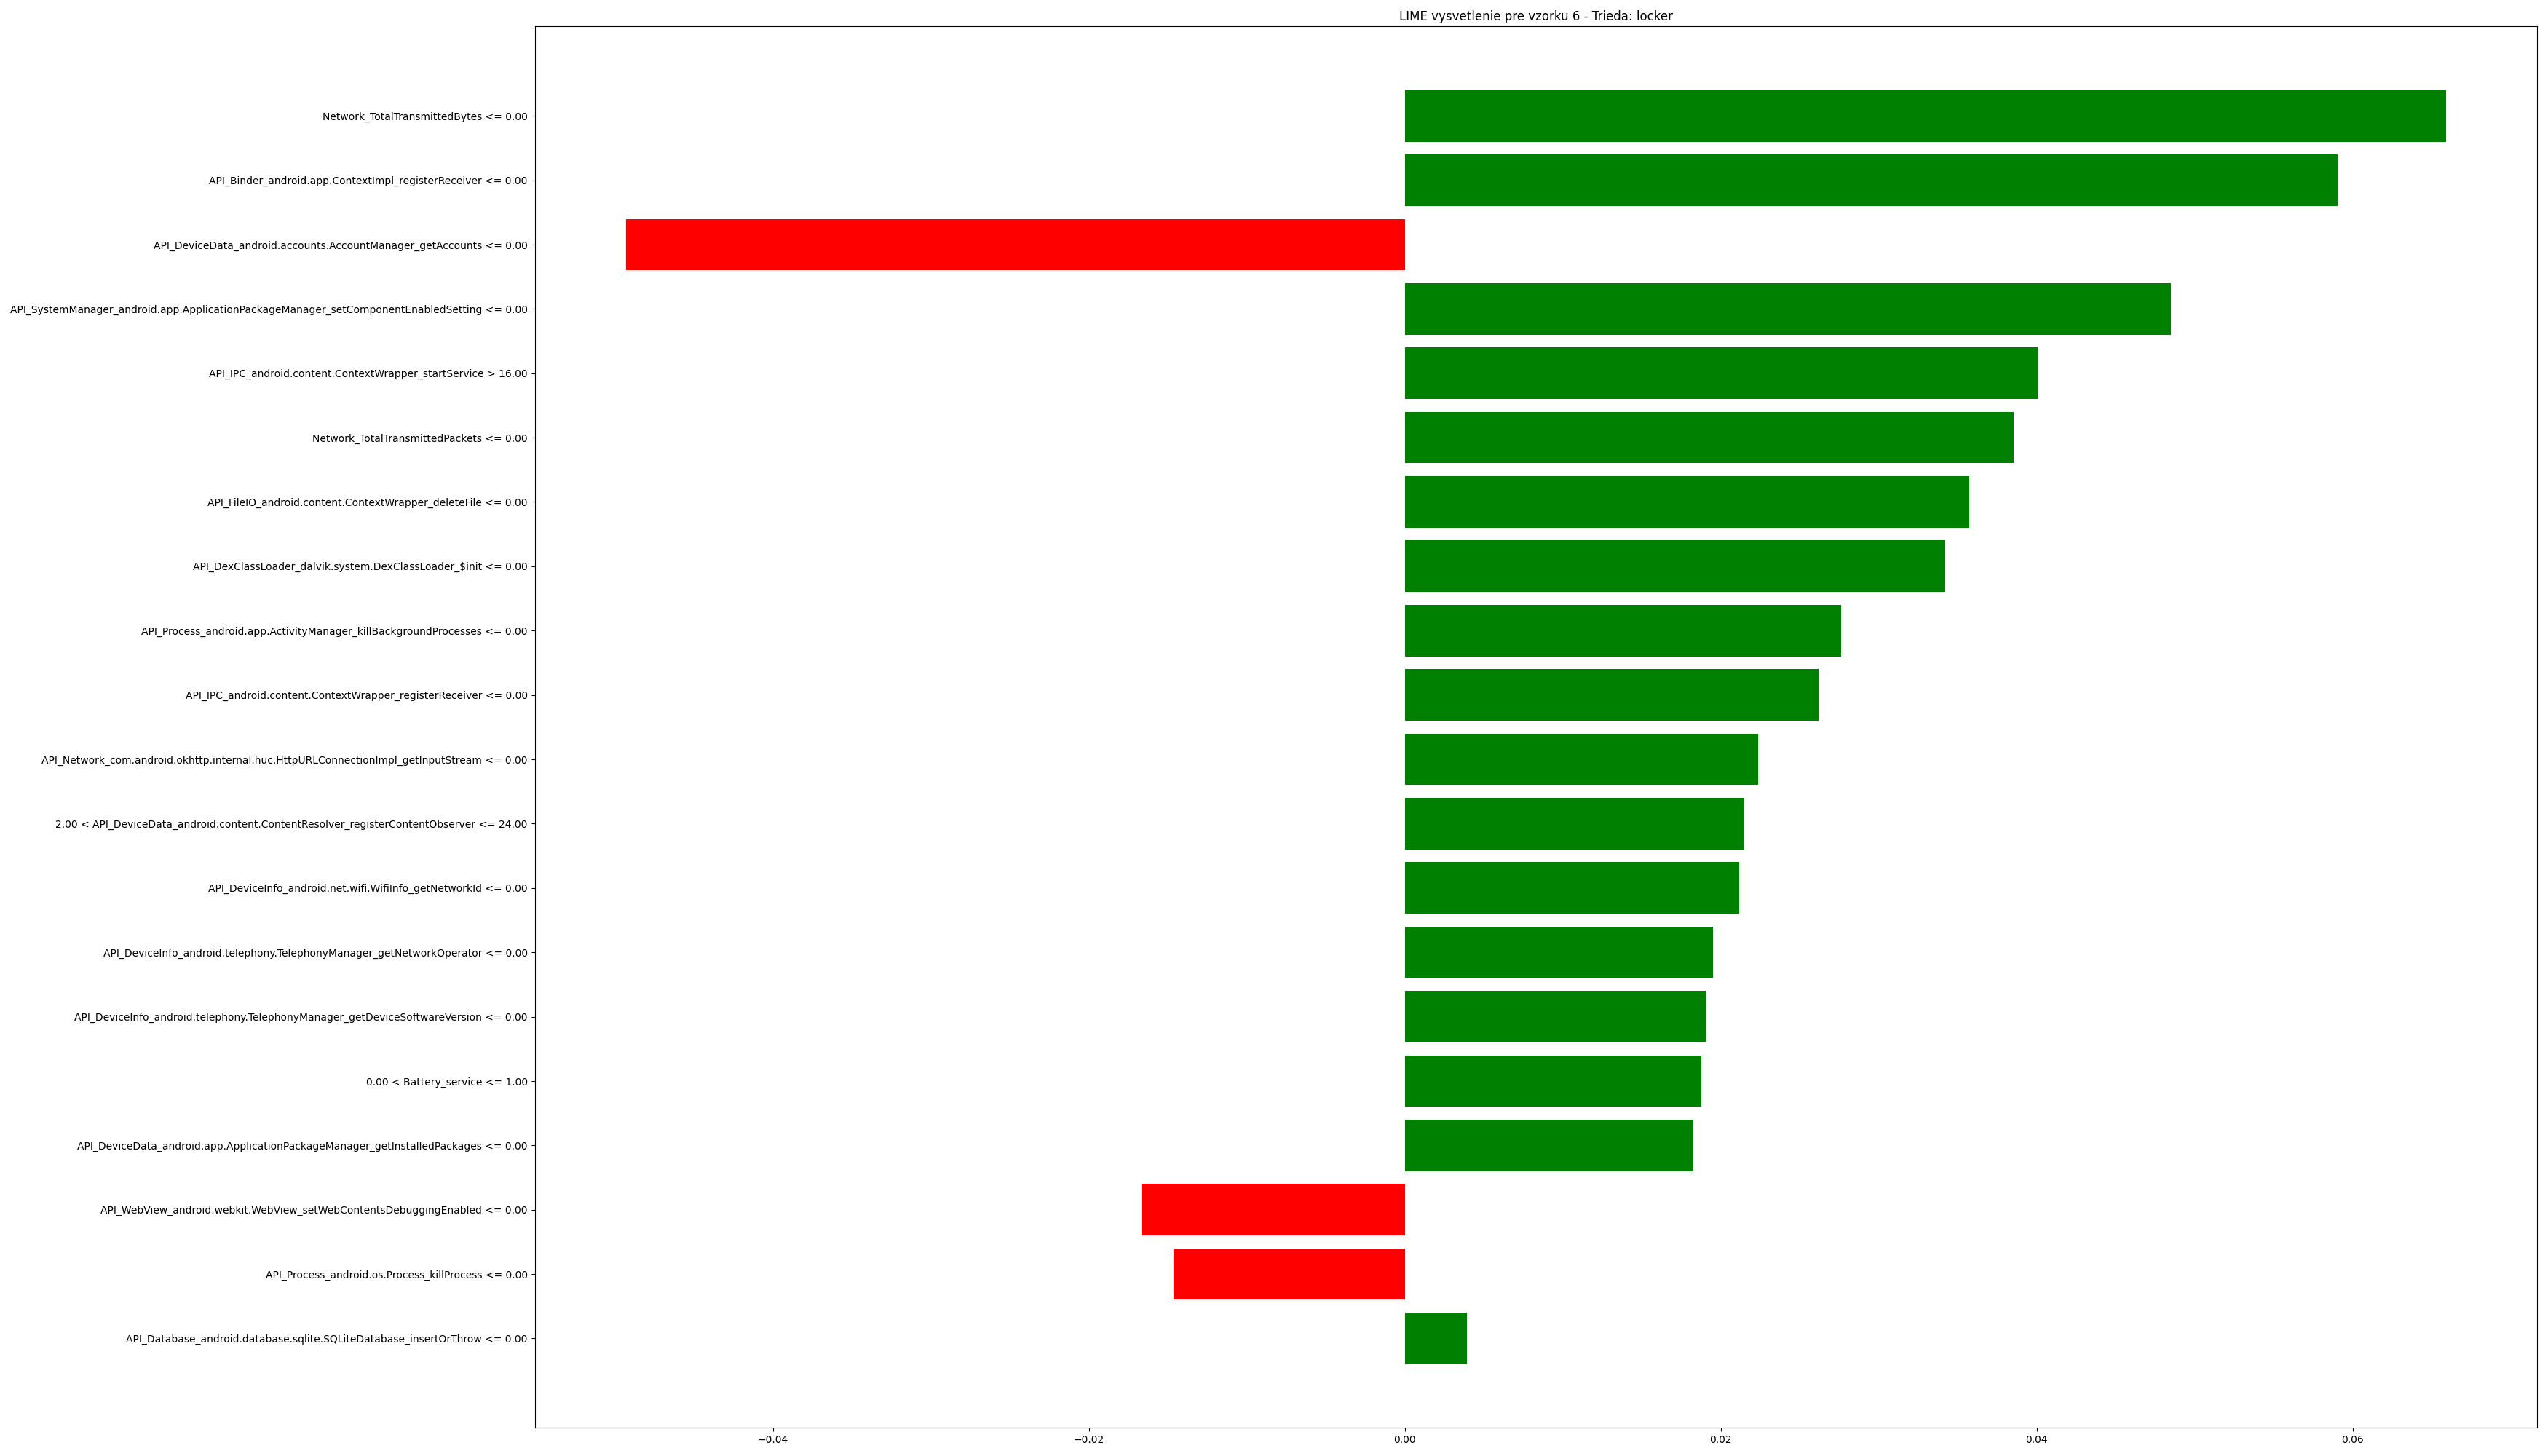 LIME vysvetlenie pre vzorku 6 - Trieda: locker
Network_TotalTransmittedBytes <= 0.00
API_Binder_android.app.ContextImpl_registerReceiver <= 0.00
API_DeviceData_android.accounts.AccountManager_getAccounts <= 0.00
API_SystemManager_android.app.ApplicationPackageManager_setComponentEnabledSetting <= 0.00
API_IPC_android.content.ContextWrapper_startService > 16.00
Network_TotalTransmittedPackets <= 0.00
API_FileIO_android.content.ContextWrapper_deleteFile <= 0.00
API_DexClassLoader_dalvik.system.DexClassLoader_$init <= 0.00
API_Process_android.app.ActivityManager_killBackgroundProcesses <= 0.00
API_IPC_android.content.ContextWrapper_registerReceiver <= 0.00
API_Network_com.android.okhttp.internal.huc.HttpURLConnectionImpl_getInputStream <= 0.00
2.00 < API_DeviceData_android.content.ContentResolver_registerContentObserver <= 24.00
API_DeviceInfo_android.net.wifi.WifiInfo_getNetworkId <= 0.00
API_DeviceInfo_android.telephony.TelephonyManager_getNetworkOperator <= 0.00
API_DeviceInfo_android.telephony.TelephonyManager_getDeviceSoftwareVersion <= 0.00
0.00 < Battery_service <= 1.00
API_DeviceData_android.app.ApplicationPackageManager_getInstalledPackages <= 0.00
API_WebView_android.webkit.WebView_setWebContentsDebuggingEnabled <= 0.00
API_Process_android.os.Process_killProcess <= 0.00
API_Database_android.database.sqlite.SQLiteDatabase_insertOrThrow <= 0.00
−0.04 −0.02 0.00 0.02 0.04 0.06